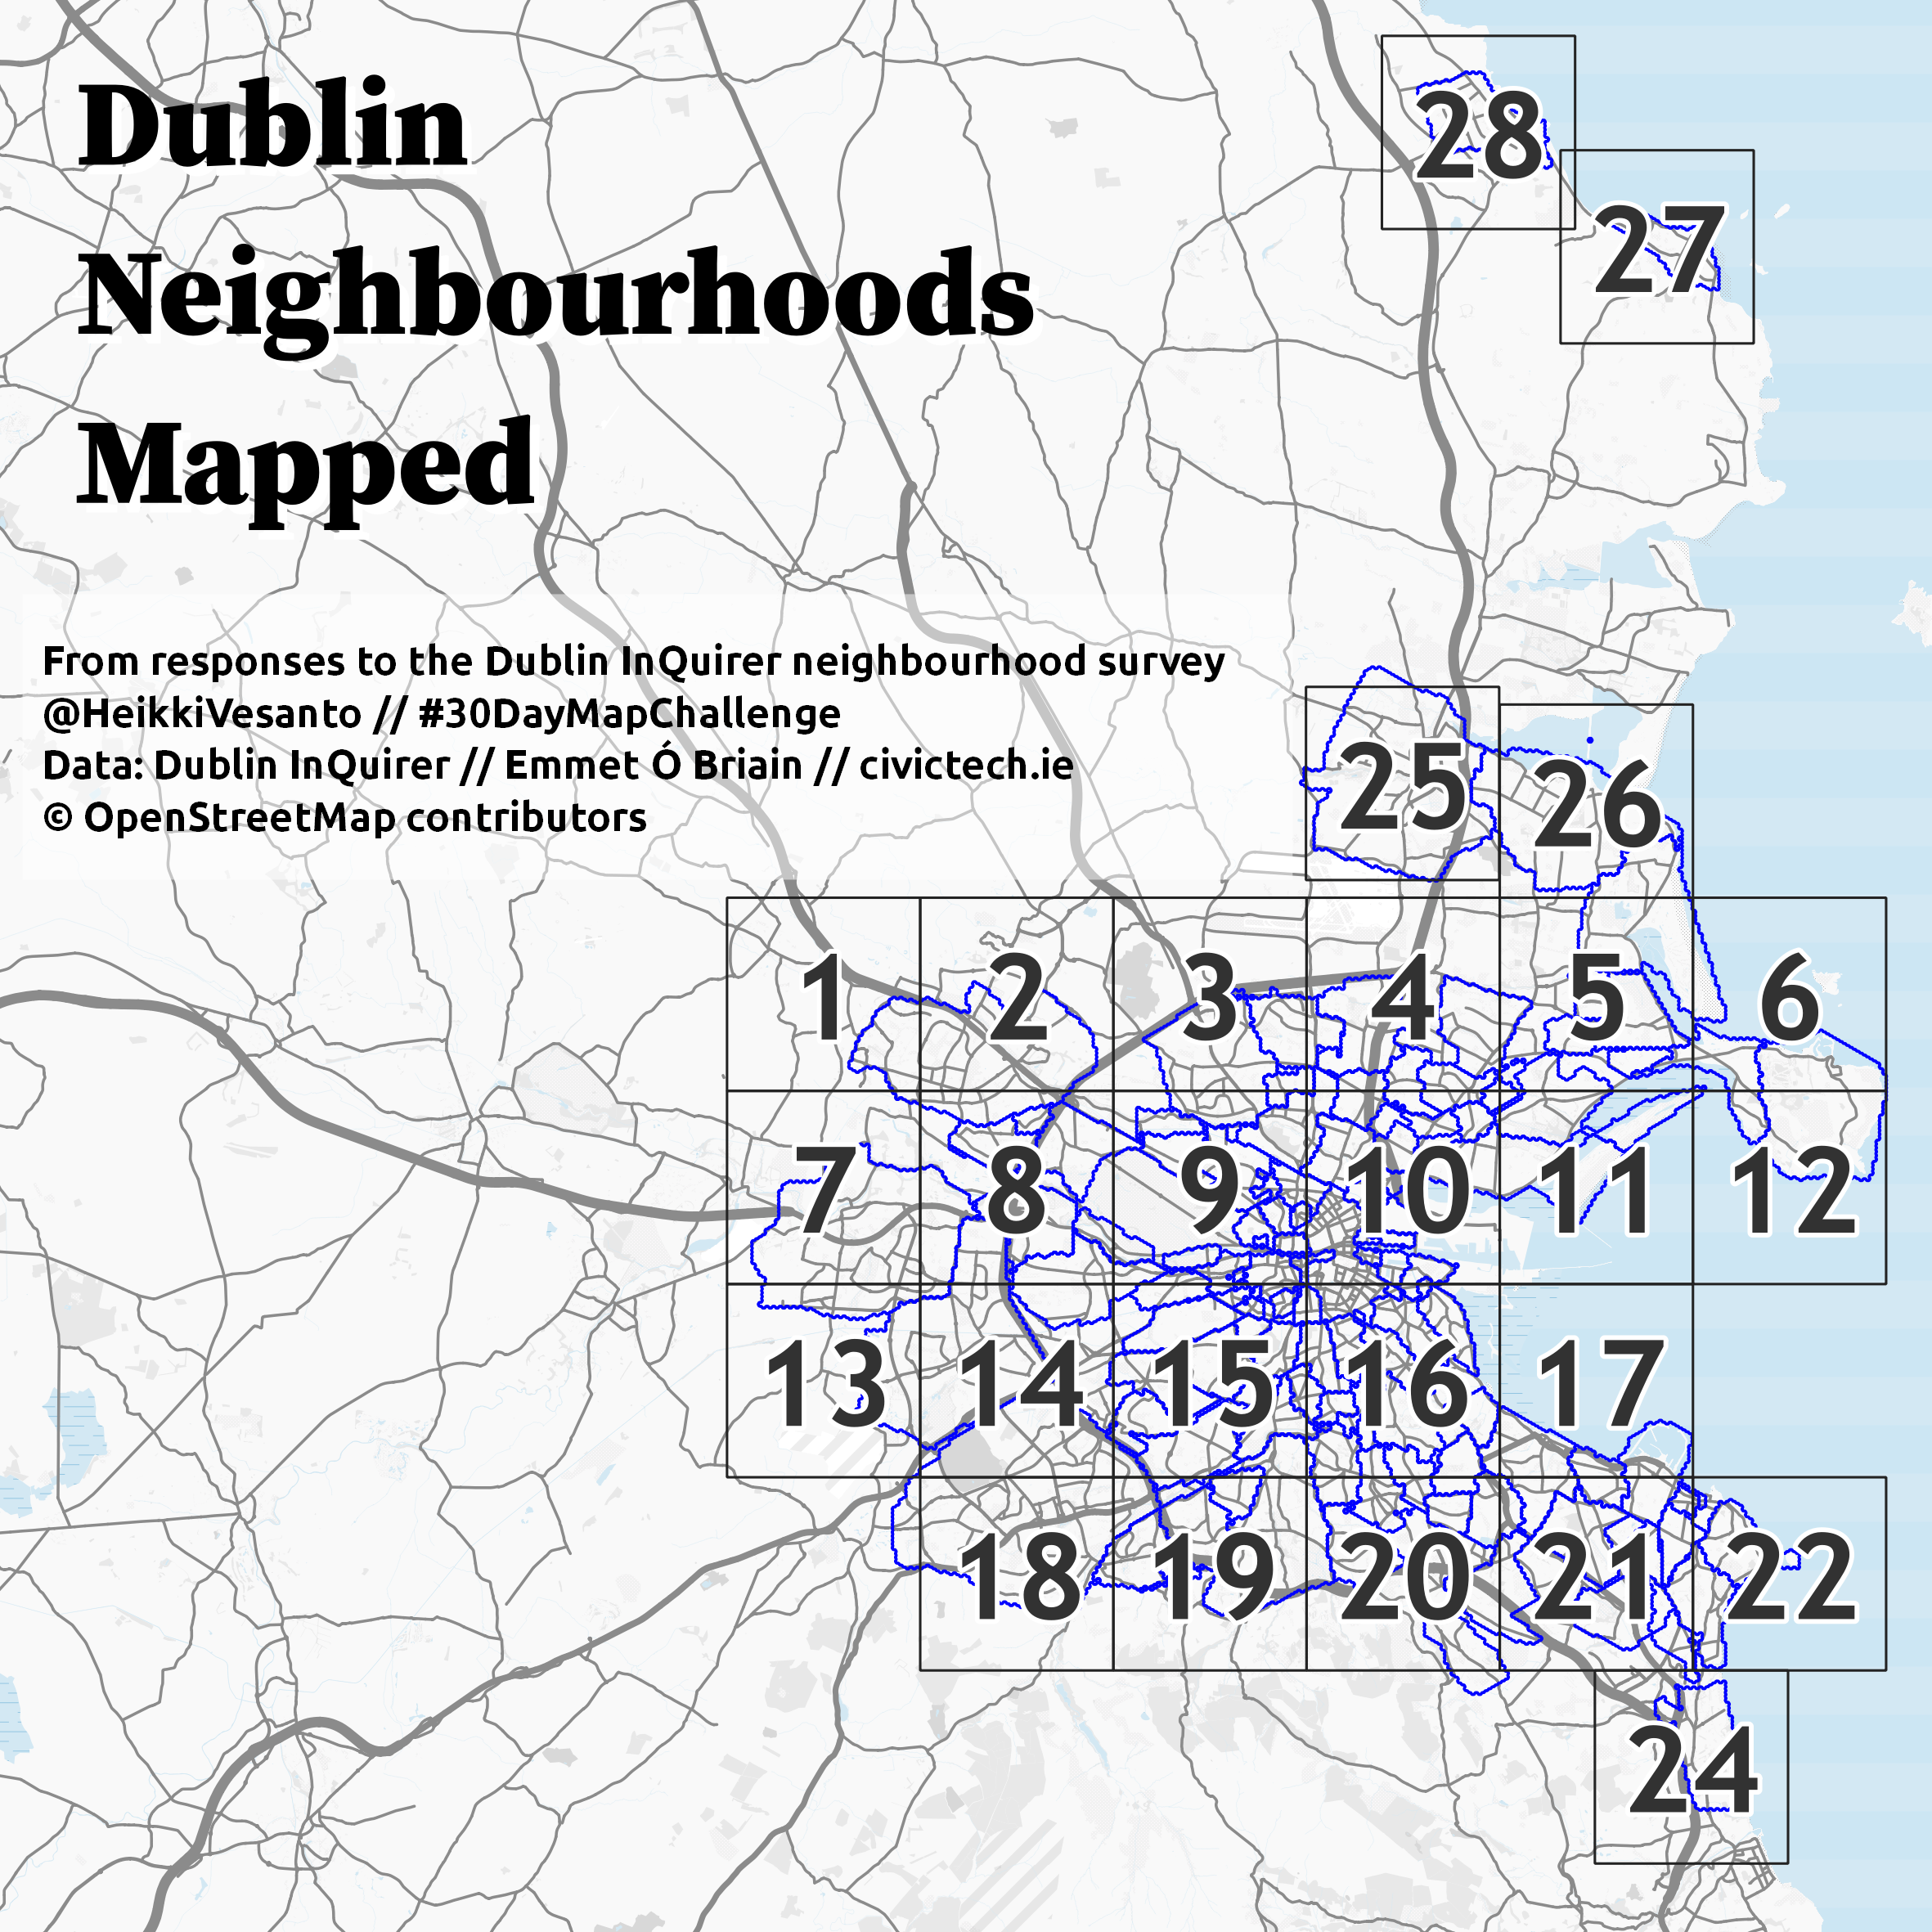 Dublin
Neighbourhoods
Mapped
From responses to the Dublin InQuirer neighbourhood survey
@HeikkiVesanto // #30DayMapChallenge
Data: Dublin InQuirer // Emmet Ó Briain // civictech.ie
© OpenStreetMap contributors
28
27
25
26
1 2 3 4 5 6
7 8 9 10 11 12
13 14 15 16 17
18 19 20 21 22
24